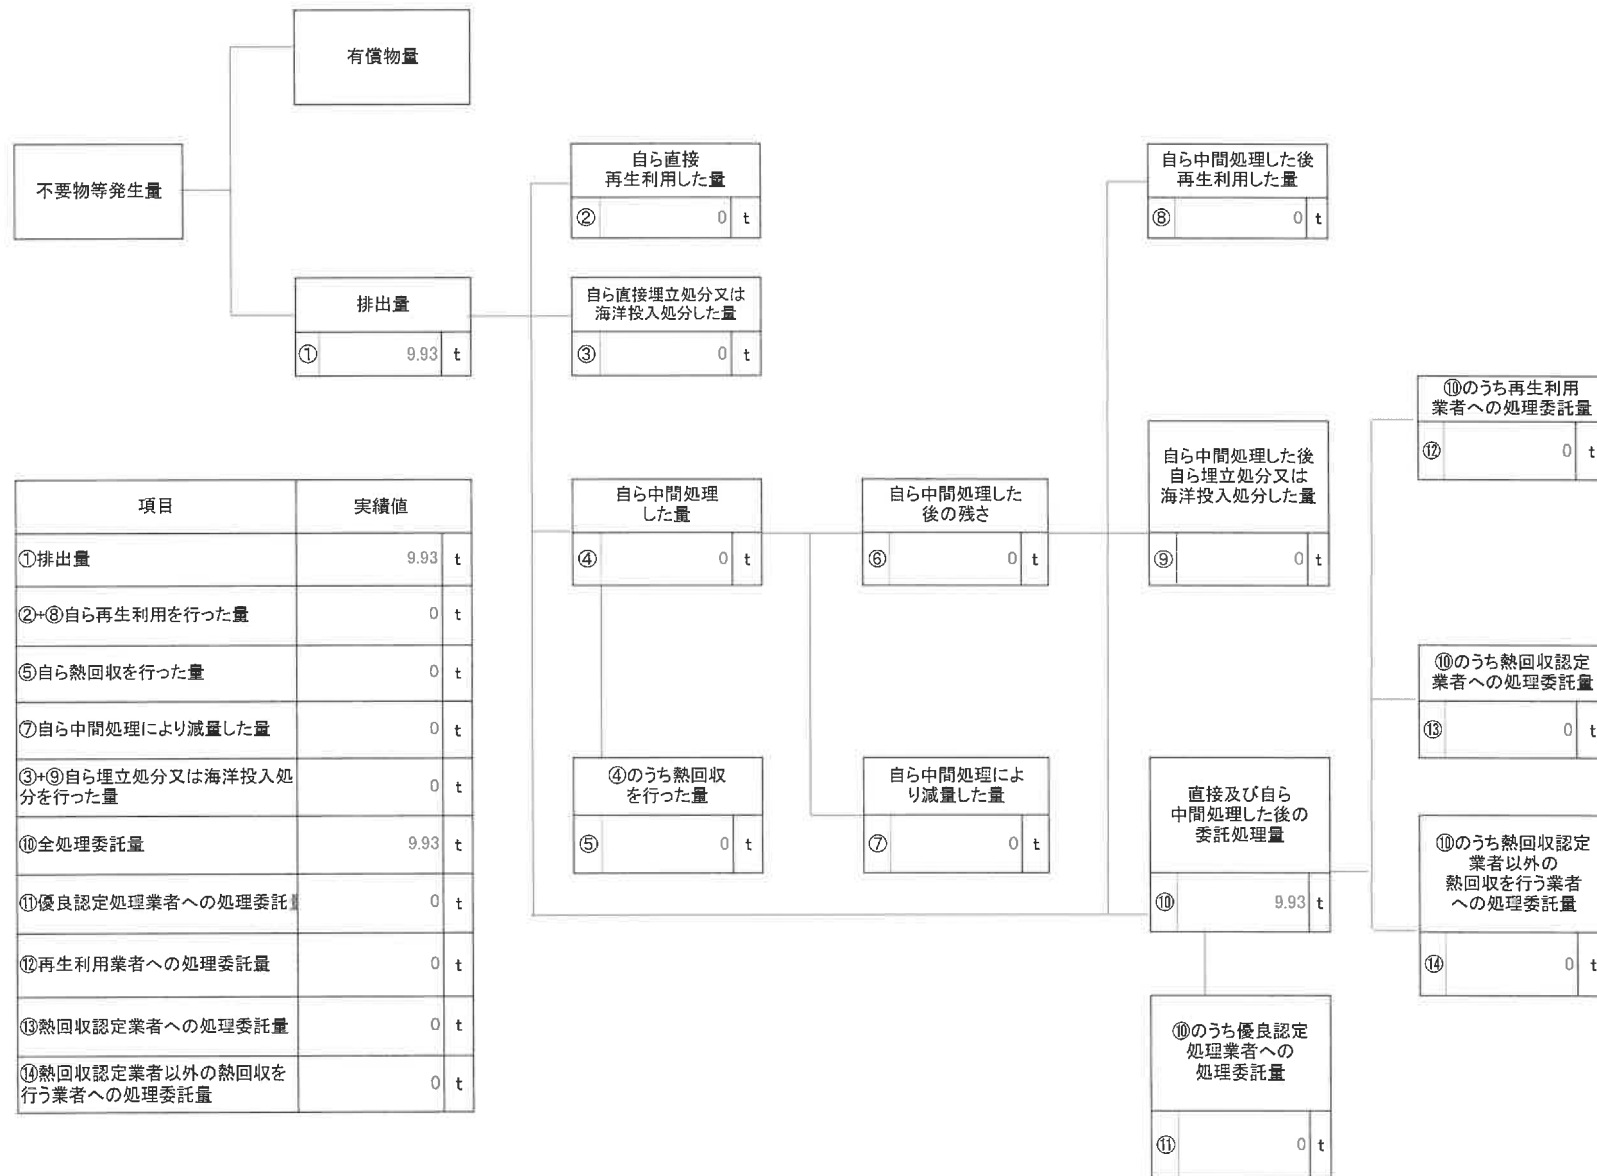 有償物量
不要物等発生量
排出量
① 9.93 t
自ら直接
再生利用した量
② 0 t
自ら直接埋立処分又は
海洋投入処分した量
③ 0 t
自ら中間処理
した量
④ 0 t
④のうち熱回収
を行った量
⑤ 0 t
自ら中間処理した
後の残さ
⑥ 0 t
自ら中間処理によ
り減量した量
⑦ 0 t
自ら中間処理した後
再生利用した量
⑧ 0 t
自ら中間処理した後
自ら埋立処分又は
海洋投入処分した量
⑨ 0 t
直接及び自ら
中間処理した後の
委託処理量
⑩ 9.93 t
⑩のうち優良認定
処理業者への
処理委託量
⑪ 0 t
⑩のうち再生利用
業者への処理委託量
⑫ 0 t
⑩のうち熱回収認定
業者への処理委託量
⑬ 0 t
⑩のうち熱回収認定
業者以外の
熱回収を行う業者
への処理委託量
⑭ 0 t
項目 実績値
①排出量 9.93 t
②+⑧自ら再生利用を行った量 0 t
⑤自ら熱回収を行った量 0 t
⑦自ら中間処理により減量した量 0 t
③+⑨自ら埋立処分又は海洋投入処
分を行った量 0 t
⑩全処理委託量 9.93 t
⑪優良認定処理業者への処理委託 0 t
⑫再生利用業者への処理委託量 0 t
⑬熱回収認定業者への処理委託量 0 t
⑭熱回収認定業者以外の熱回収を
行う業者への処理委託量 0 t